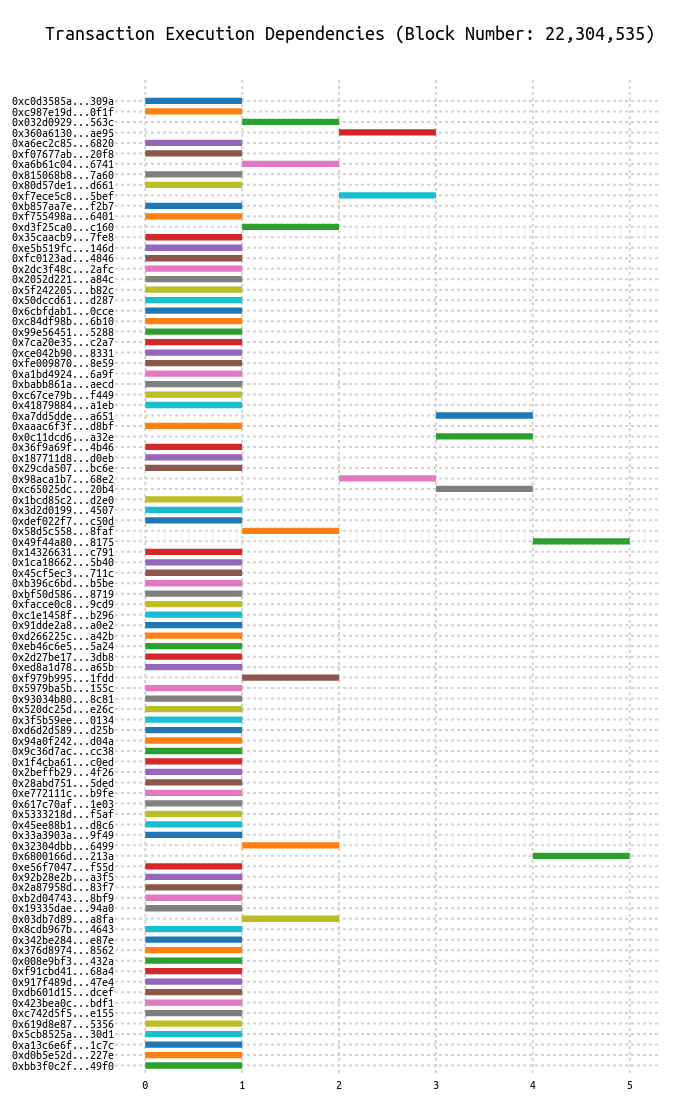 Transaction Execution Dependencies (Block Number: 22,304,535)
0xc0d3585a...309a
0xc987e19d...0f1f
0x032d0929...563c
0x360a6130...ae95
0xa6ec2c85...6820
0xf07677ab...20f8
0xa6b61c04...6741
0x815068b8...7a60
0x80d57de1...d661
0xf7ece5c8...5bef
0xb857aa7e...f2b7
0xf755498a...6401
0xd3f25ca0...c160
0x35caacb9...7fe8
0xe5b519fc...146d
0xfc0123ad...4846
0x2dc3f48c...2afc
0x2052d221...a84c
0x5f242205...b82c
0x50dccd61...d287
0x6cbfdab1...0cce
0xc84df98b...6b10
0x99e56451...5288
0x7ca20e35...c2a7
0xce042b90...8331
0xfe009870...8e59
0xa1bd4924...6a9f
0xbabb861a...aecd
0xc67ce79b...f449
0x41879884...a1eb
0xa7dd5dde...a651
0xaaac6f3f...d8bf
0x0c11dcd6...a32e
0x36f9a69f...4b46
0x187711d8...d0eb
0x29cda507...bc6e
0x98aca1b7...68e2
0xc65025dc...20b4
0x1bcd85c2...d2e0
0x3d2d0199...4507
0xdef022f7...c50d
0x58d5c558...8faf
0x49f44a80...8175
0x14326631...c791
0x1ca18662...5b40
0x45cf5ec3...711c
0xb396c6bd...b5be
0xbf50d586...8719
0xfacce0c8...9cd9
0xc1e1458f...b296
0x91dde2a8...a0e2
0xd266225c...a42b
0xeb46c6e5...5a24
0x2d27be17...3db8
0xed8a1d78...a65b
0xf979b995...1fdd
0x5979ba5b...155c
0x93034b80...8c81
0x520dc25d...e26c
0x3f5b59ee...0134
0xd6d2d589...d25b
0x94a0f242...d04a
0x9c36d7ac...cc38
0x1f4cba61...c0ed
0x2beffb29...4f26
0x28abd751...5ded
0xe772111c...b9fe
0x617c70af...1e03
0x5333218d...f5af
0x45ee88b1...d8c6
0x33a3903a...9f49
0x32304dbb...6499
0x6800166d...213a
0xe56f7047...f55d
0x92b28e2b...a3f5
0x2a87958d...83f7
0xb2d04743...8bf9
0x19335dae...94a0
0x03db7d89...a8fa
0x8cdb967b...4643
0x342be284...e87e
0x376d8974...8562
0x008e9bf3...432a
0xf91cbd41...68a4
0x917f489d...47e4
0xdb601d15...dcef
0x423bea0c...bdf1
0xc742d5f5...e155
0x619d8e87...5356
0x5cb8525a...30d1
0xa13c6e6f...1c7c
0xd0b5e52d...227e
0xbb3f0c2f...49f0
0 1 2 3 4 5